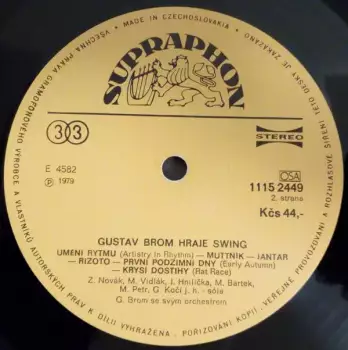 MADE IN CZECHOSLOVAKIA • VŠECHNA PRÁVA GRAMOFONOVÉHO VÝROBCE A VLASTNÍKŮ AUTORSKÝCH PRÁV K DÍLU VYHRAŽENA. POŘIZOVÁNÍ KOPIÍ, VEŘEJNÉ PROVOZOVÁNÍ A ROZHLASOVÉ ŠÍŘENÍ TÉTO DESKY JE ZAKÁZÁNO
SUPRAPHON
33
STEREO
E 4582
℗ 1979
OSA
1115 2449
2. strana
Kčs 44,-
GUSTAV BROM HRAJE SWING
UMĚNÍ RYTMU (Artistry In Rhythm) — MUTTNIK — JANTAR
— RIZOTO — PRVNÍ PODZIMNÍ DNY (Early Autumn)
— KRYSÍ DOSTIHY (Rat Race)
Z. Novák, M. Vidlák, J. Hnilička, M. Bartek,
M. Petr, G. Kočí j. h. - sóla
G. Brom se svým orchestrem